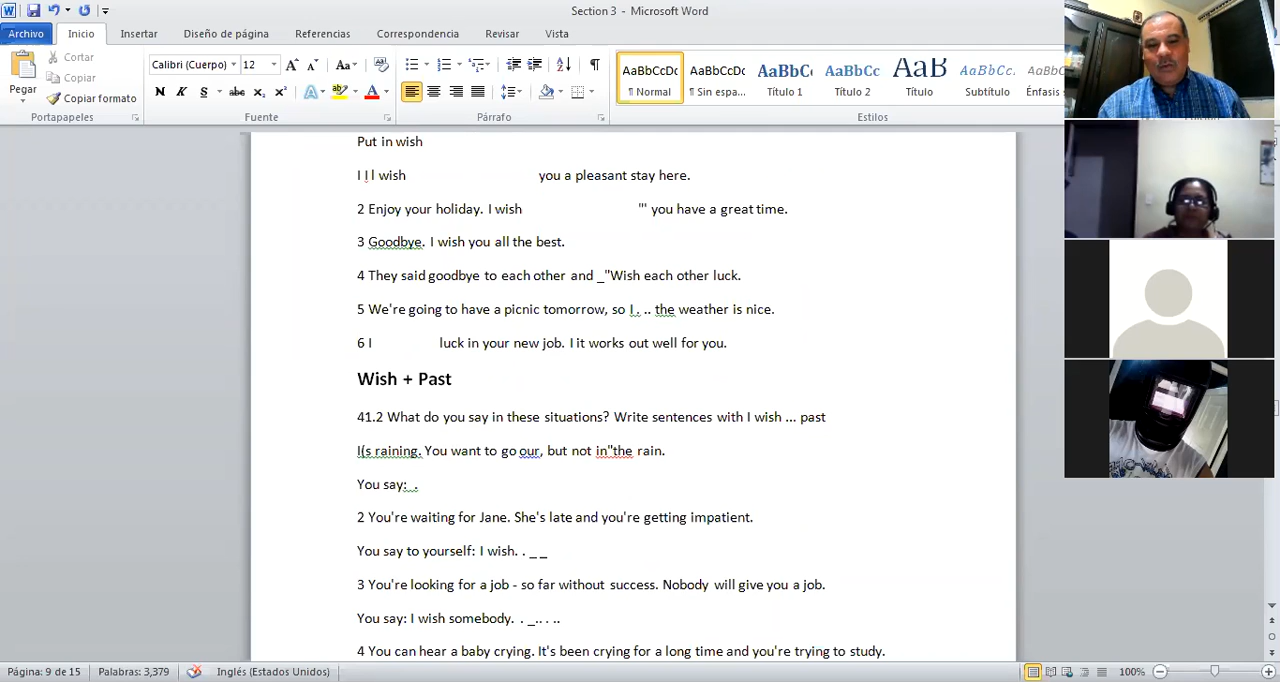 Section 3 - Microsoft Word
Archivo Inicio Insertar Diseño de página Referencias Correspondencia Revisar Vista
Pegar
Cortar
Copiar
Copiar formato
Portapapeles
Calibri (Cuerpo) 12
Fuente
Párrafo
AaBbCcDc AaBbCcDc AaBbC AaBbCc AaB AaBbCc. AaBb
¶ Normal ¶ Sin espa... Título 1 Título 2 Título Subtítulo Énfasis
Estilos
Put in wish
I I l wish you a pleasant stay here.
2 Enjoy your holiday. I wish "' you have a great time.
3 Goodbye. I wish you all the best.
4 They said goodbye to each other and _"Wish each other luck.
5 We're going to have a picnic tomorrow, so I . .. the weather is nice.
6 I luck in your new job. I it works out well for you.
Wish + Past
41.2 What do you say in these situations? Write sentences with I wish ... past
I(s raining. You want to go our, but not in"the rain.
You say: .
2 You're waiting for Jane. She's late and you're getting impatient.
You say to yourself: I wish. . _ _
3 You're looking for a job - so far without success. Nobody will give you a job.
You say: I wish somebody. . _.. . ..
4 You can hear a baby crying. It's been crying for a long time and you're trying to study.
Página: 9 de 15 Palabras: 3,379 Inglés (Estados Unidos) 100%